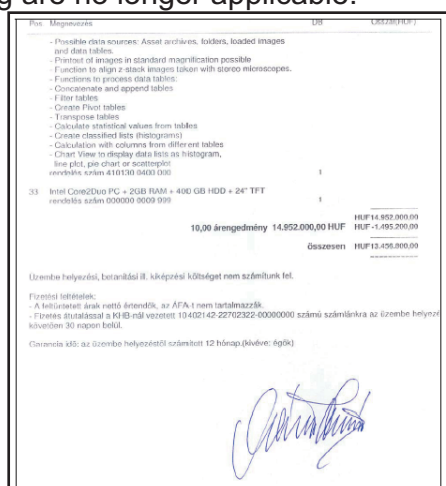 g are no longer applicable.
Pos Megnevezés DB Összár(HUF)
- Possible data sources: Asset archives, folders, loaded images
and data tables.
- Printout of images in standard magnification possible
- Function to align z-stack images taken with stereo microscopes.
- Functions to process data tables:
- Concatenate and append tables
- Filter tables
- Create Pivot tables
- Transpose tables
- Calculate statistical values from tables
- Create classified lists (histograms)
- Calculation with columns from different tables
- Chart View to display data lists as histogram,
line plot, pie chart or scatterplot
rendelés szám 410130 0400 000 1
33 Intel Core2Duo PC + 2GB RAM + 400 GB HDD + 24" TFT
rendelés szám 000000 0009 999 1
HUF14.952.000,00
10,00 árengedmény 14.952.000,00 HUF HUF -1.495.200,00
összesen HUF13.456.800,00
Üzembe helyezési, betanítási ill. kiképzési költséget nem számítunk fel.
Fizetési feltételek:
- A feltüntetett árak nettó értendők, az ÁFA-t nem tartalmazzák.
- Fizetés átutalással a KHB-nál vezetett 10402142-22702322-00000000 számú számlánkra az üzembe helyezé
követően 30 napon belül.
Garancia idő: az üzembe helyezéstől számított 12 hónap.(kivéve: égők)